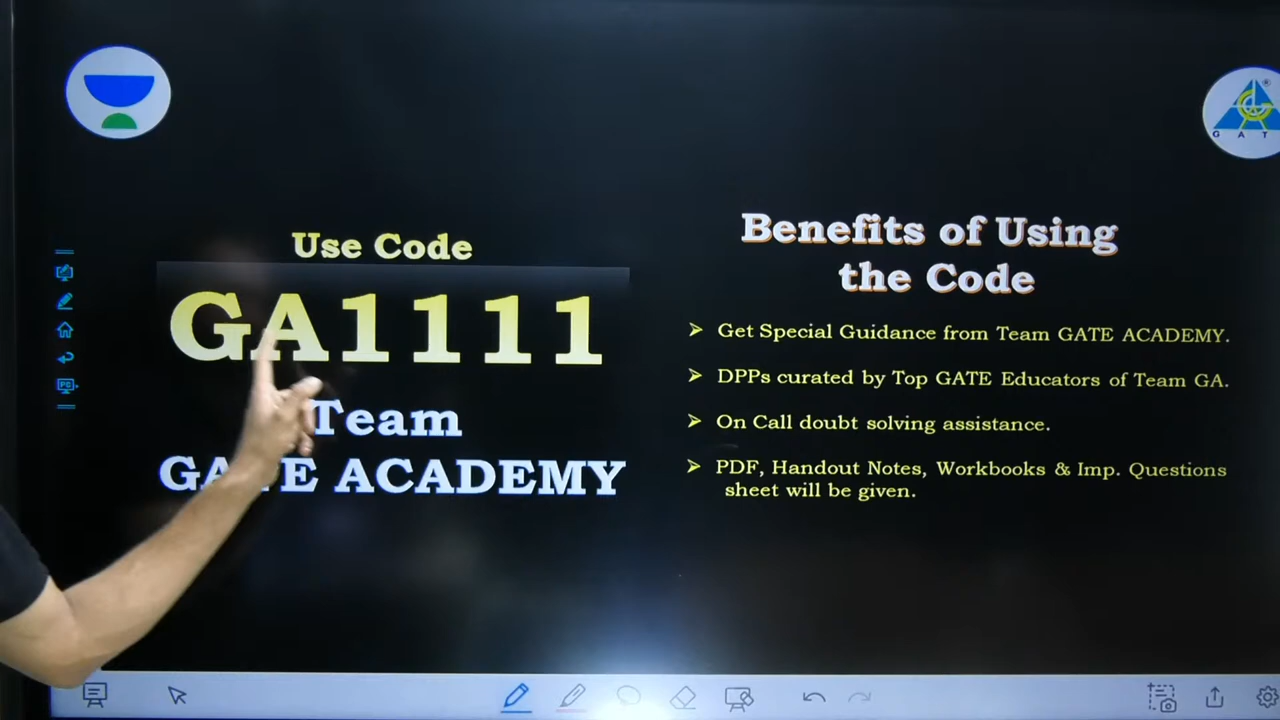 Use Code
GA1111
Team
GATE ACADEMY
Benefits of Using
the Code
➢ Get Special Guidance from Team GATE ACADEMY.
➢ DPPs curated by Top GATE Educators of Team GA.
➢ On Call doubt solving assistance.
➢ PDF, Handout Notes, Workbooks & Imp. Questions
sheet will be given.
G A T
®
PC